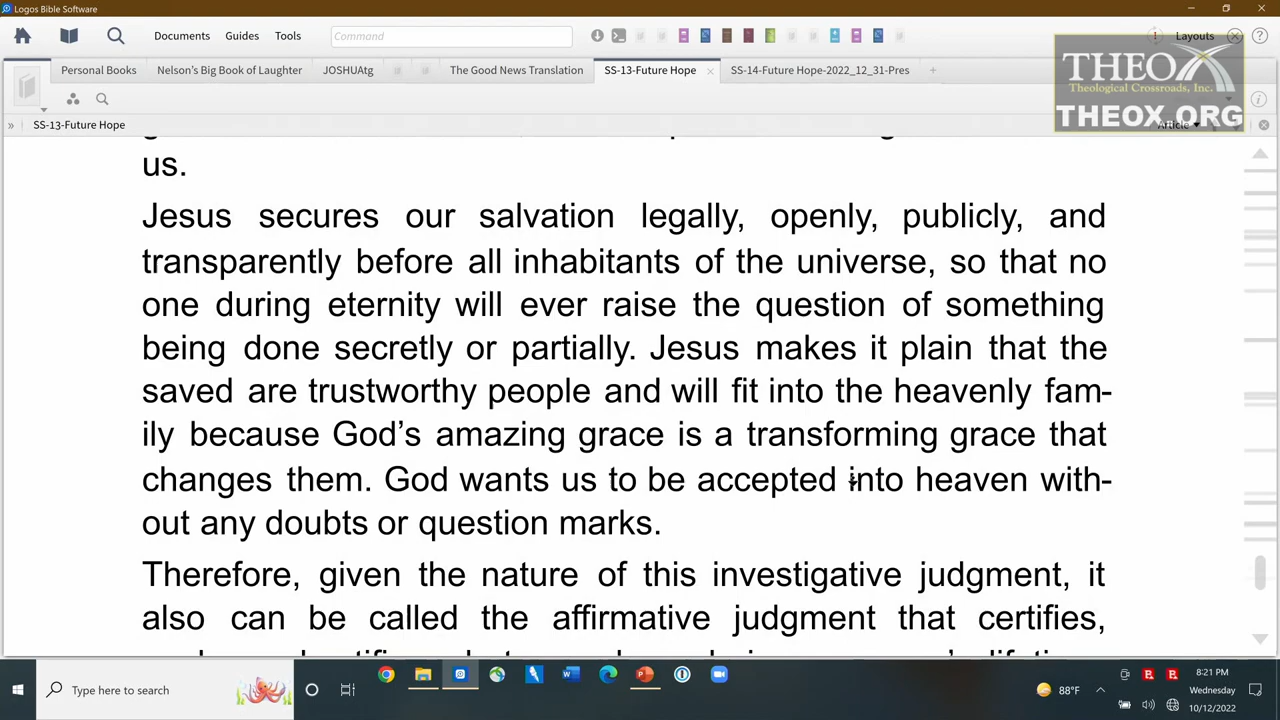 Logos Bible Software
Documents Guides Tools Command Layouts
Personal Books Nelson's Big Book of Laughter JOSHUAtg The Good News Translation SS-13-Future Hope SS-14-Future Hope-2022_12_31-Pres
THEOX
Theological Crossroads, Inc.
THEOX.ORG
SS-13-Future Hope Article
us.
Jesus secures our salvation legally, openly, publicly, and
transparently before all inhabitants of the universe, so that no
one during eternity will ever raise the question of something
being done secretly or partially. Jesus makes it plain that the
saved are trustworthy people and will fit into the heavenly fam-
ily because God's amazing grace is a transforming grace that
changes them. God wants us to be accepted into heaven with-
out any doubts or question marks.
Therefore, given the nature of this investigative judgment, it
also can be called the affirmative judgment that certifies,
Type here to search
88°F
8:21 PM
Wednesday
10/12/2022